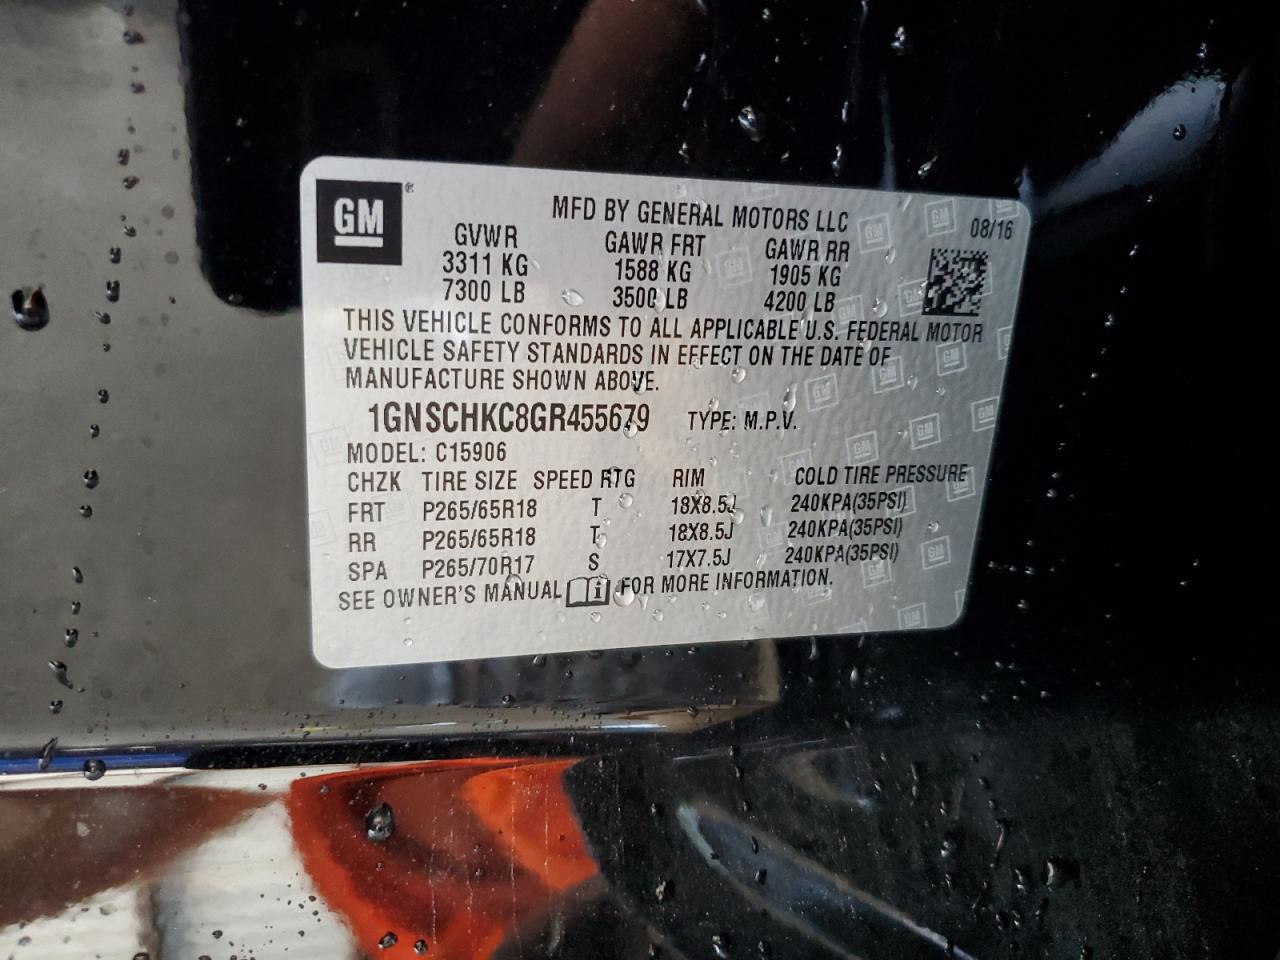 GM ®
MFD BY GENERAL MOTORS LLC
08/16
GVWR GAWR FRT GAWR RR
3311 KG 1588 KG 1905 KG
7300 LB 3500 LB 4200 LB
THIS VEHICLE CONFORMS TO ALL APPLICABLE U.S. FEDERAL MOTOR
VEHICLE SAFETY STANDARDS IN EFFECT ON THE DATE OF
MANUFACTURE SHOWN ABOVE.
1GNSCHKC8GR455679 TYPE: M.P.V.
MODEL: C15906
CHZK TIRE SIZE SPEED RTG RIM COLD TIRE PRESSURE
FRT P265/65R18 T 18X8.5J 240KPA(35PSI)
RR P265/65R18 T 18X8.5J 240KPA(35PSI)
SPA P265/70R17 S 17X7.5J 240KPA(35PSI)
SEE OWNER'S MANUAL i FOR MORE INFORMATION.